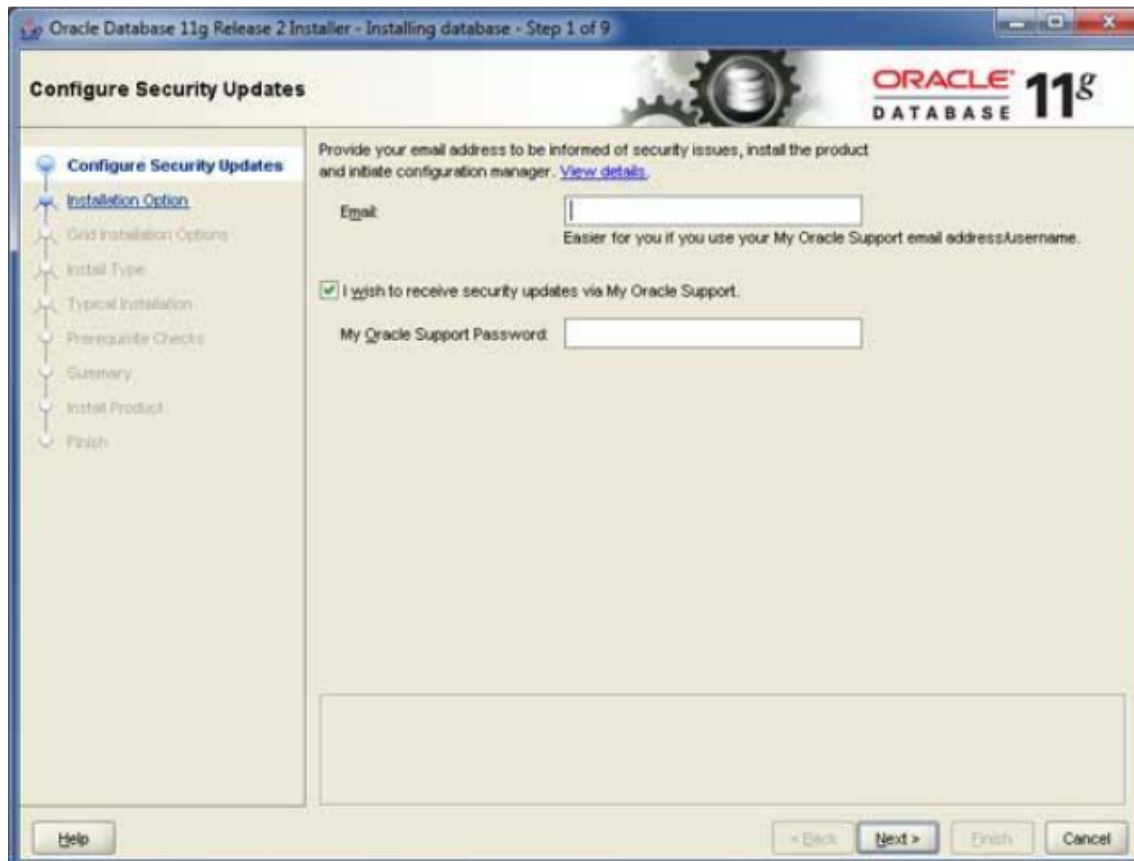 Oracle Database 11g Release 2 Installer - Installing database - Step 1 of 9
Configure Security Updates
ORACLE
DATABASE
11g
Configure Security Updates
Installation Option
Grid Installation Options
Install Type
Typical Installation
Prerequisite Checks
Summary
Install Product
Finish
Provide your email address to be informed of security issues, install the product
and initiate configuration manager. View details.
Email:
Easier for you if you use your My Oracle Support email address/username.
I wish to receive security updates via My Oracle Support.
My Oracle Support Password:
Help
< Back
Next >
Finish
Cancel